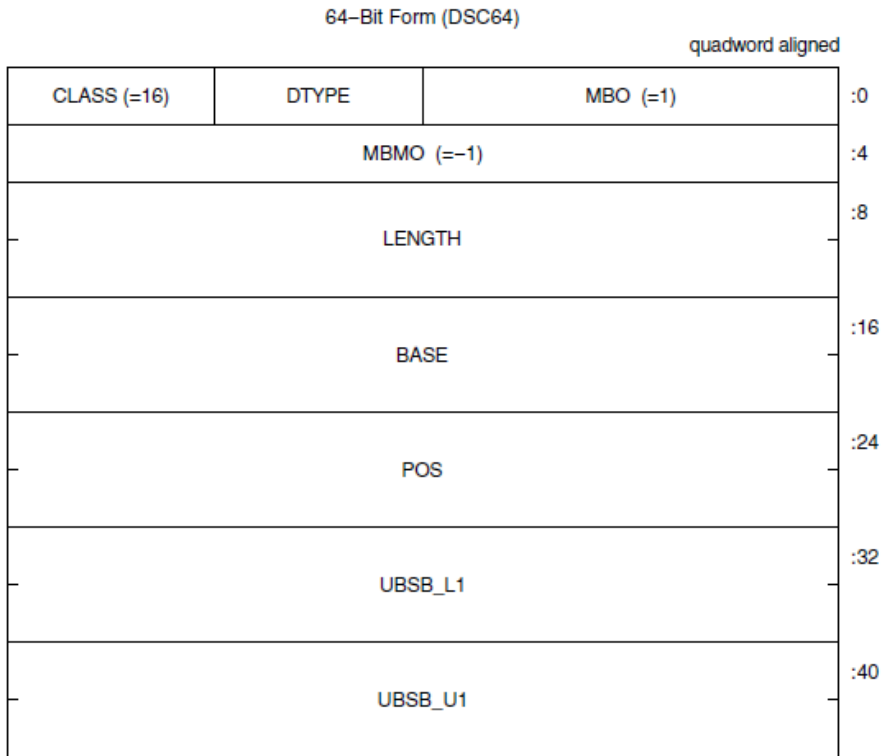 64–Bit Form (DSC64)
quadword aligned
CLASS (=16) DTYPE MBO (=1) :0
MBMO (=–1) :4
:8
LENGTH
:16
BASE
:24
POS
:32
UBSB_L1
:40
UBSB_U1